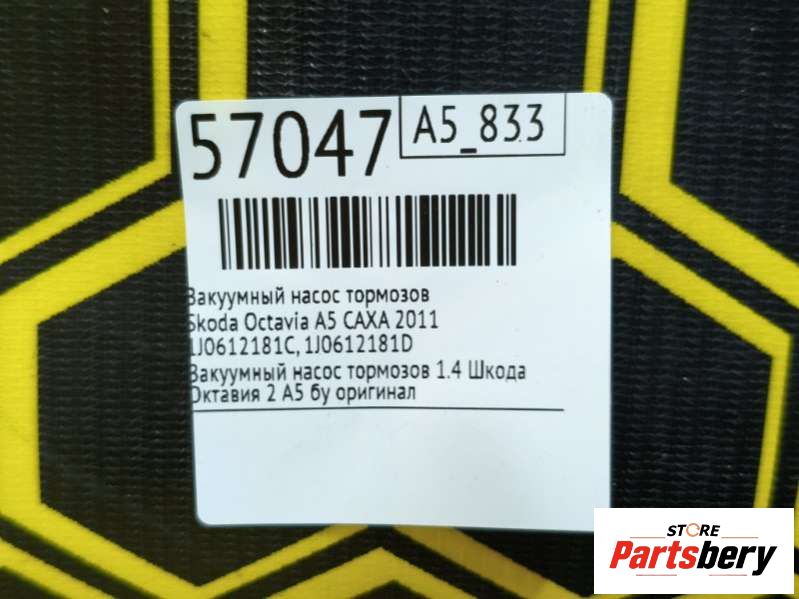 57047
A5_833
Вакуумный насос тормозов
Skoda Octavia A5 CAXA 2011
1J0612181C, 1J0612181D
Вакуумный насос тормозов 1.4 Шкода
Октавия 2 А5 бу оригинал
STORE
Partsbery